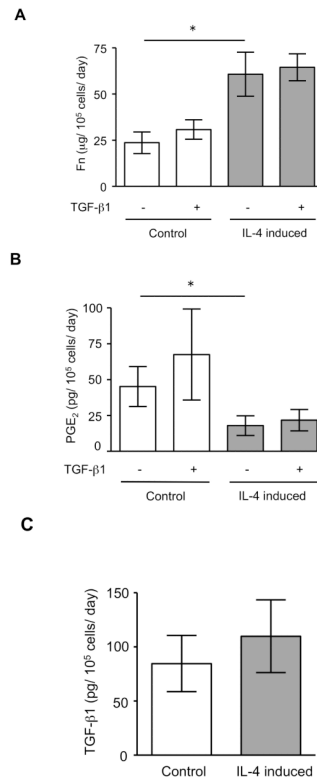 A
*
Fn (μg/ 10⁵ cells/ day)
75
50
25
0
TGF-β1 - + - +
Control IL-4 induced
B
*
PGE₂ (pg/ 10⁵ cells/ day)
100
75
50
25
0
TGF-β1 - + - +
Control IL-4 induced
C
TGF-β1 (pg/ 10⁵ cells/ day)
150
100
50
0
Control IL-4 induced